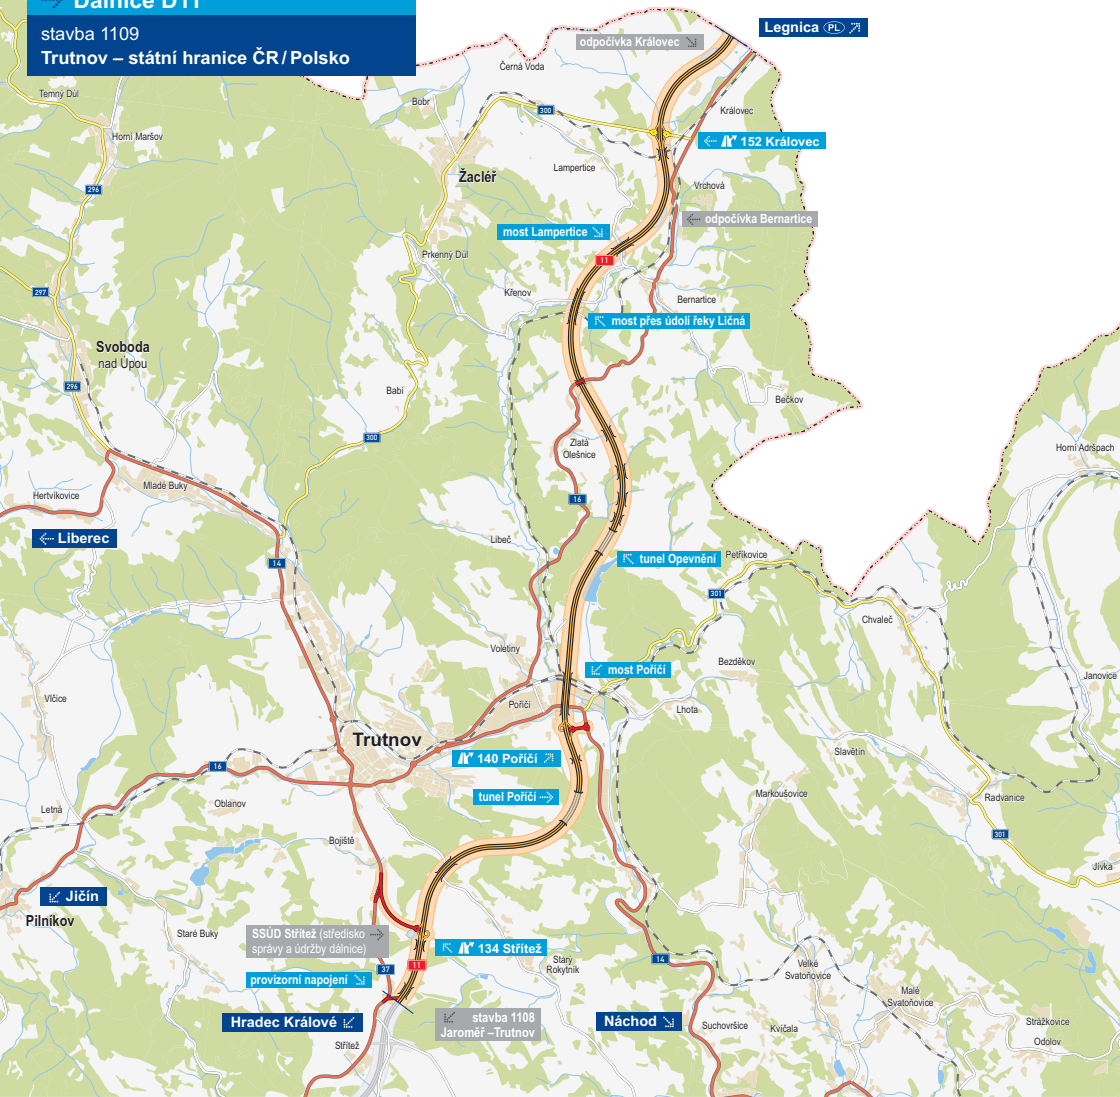 Dálnice D11
stavba 1109
Trutnov – státní hranice ČR / Polsko
Legnica PL
odpočívka Královec
Černá Voda
Temný Důl
Bobr
300
Královec
Horní Maršov
152 Královec
Lampertice
Žacléř
296
Vrchová
odpočívka Bernartice
most Lampertice
Prkenný Důl
11
297
Křenov
Bernartice
most přes údolí řeky Ličná
Svoboda
nad Úpou
296
Babí
Bečkov
300
Zlatá
Olešnice
Horní Adršpach
Mladé Buky
Hertvíkovice
16
Liberec
Libeč
14
tunel Opevnění
Petříkovice
301
Chvaleč
Voletiny
most Poříčí
Bezděkov
Janovice
Vlčice
Poříčí
Lhota
Trutnov
Slavětín
140 Poříčí
16
tunel Poříčí
Markoušovice
Radvanice
Oblanov
Letná
301
Bojiště
Jívka
Jičín
Pilníkov
Staré Buky
SSÚD Střítež (středisko
správy a údržby dálnice)
134 Střítež
11
37
14
Starý
Rokytník
Velké
Svatoňovice
provizorní napojení
Malé
Svatoňovice
Hradec Králové
stavba 1108
Jaroměř –Trutnov
Náchod
Suchovršice
Kvíčala
Strážkovice
Odolov
Střítež